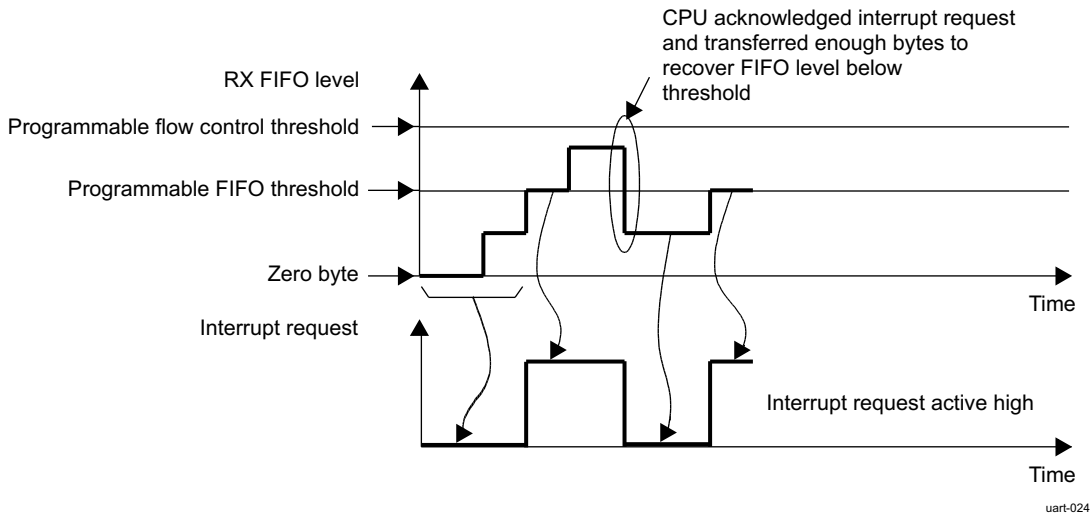 CPU acknowledged interrupt request
and transferred enough bytes to
recover FIFO level below
threshold
RX FIFO level
Programmable flow control threshold
Programmable FIFO threshold
Zero byte
Time
Interrupt request
Interrupt request active high
Time
uart-024